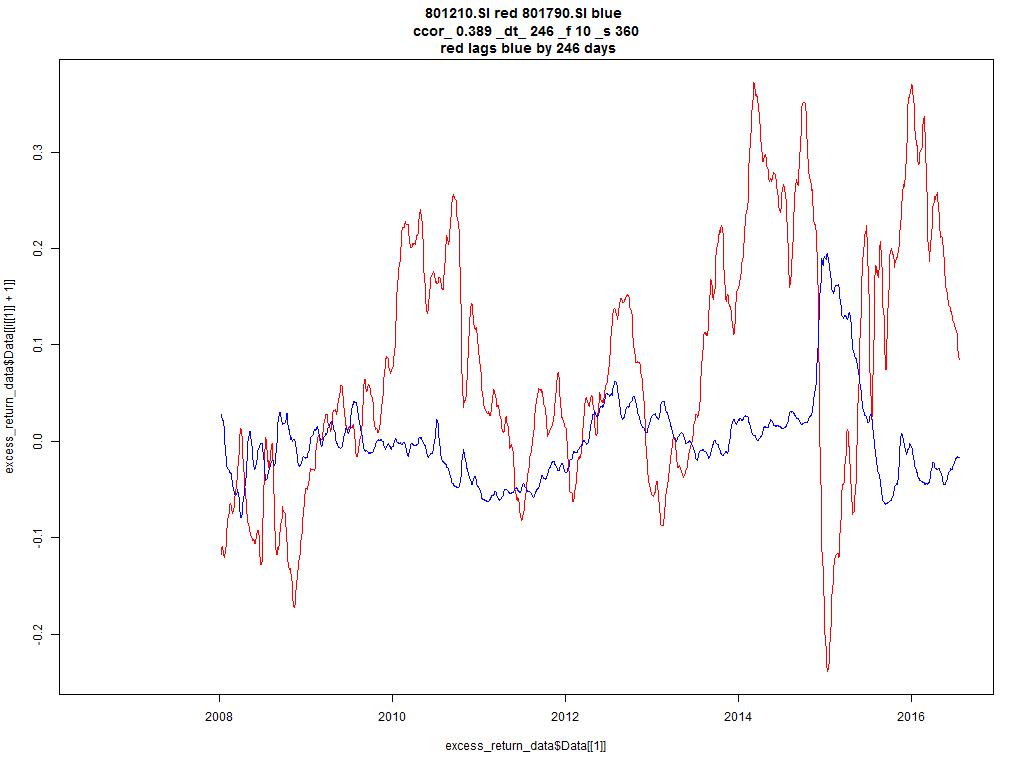 801210.SI red 801790.SI blue
ccor_ 0.389 _dt_ 246 _f 10 _s 360
red lags blue by 246 days
excess_return_data$Data[[i[[1]] + 1]]
0.3
0.2
0.1
0.0
-0.1
-0.2
2008 2010 2012 2014 2016
excess_return_data$Data[[1]]